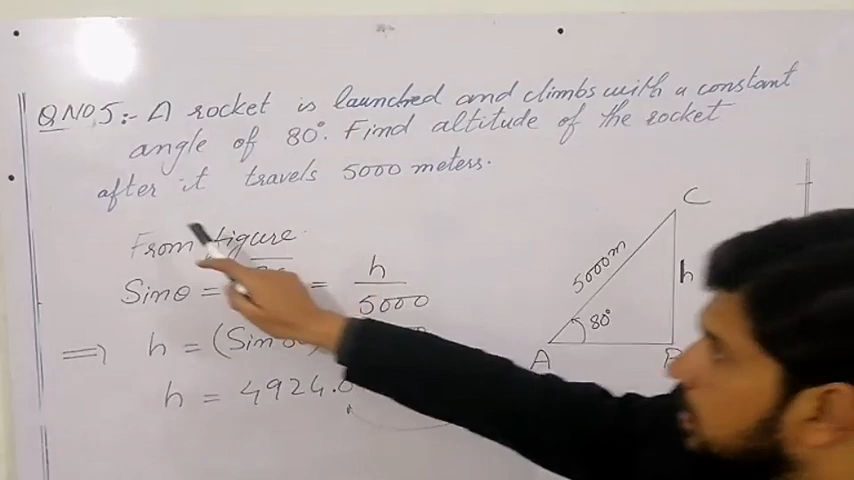 Q NO 5:- A rocket is launched and climbs with a constant
angle of 80°. Find altitude of the rocket
after it travels 5000 meters.
From figure
Sinθ = = h
5000
=> h = (Sin
h = 4924.0
C
5000m
h
80°
A